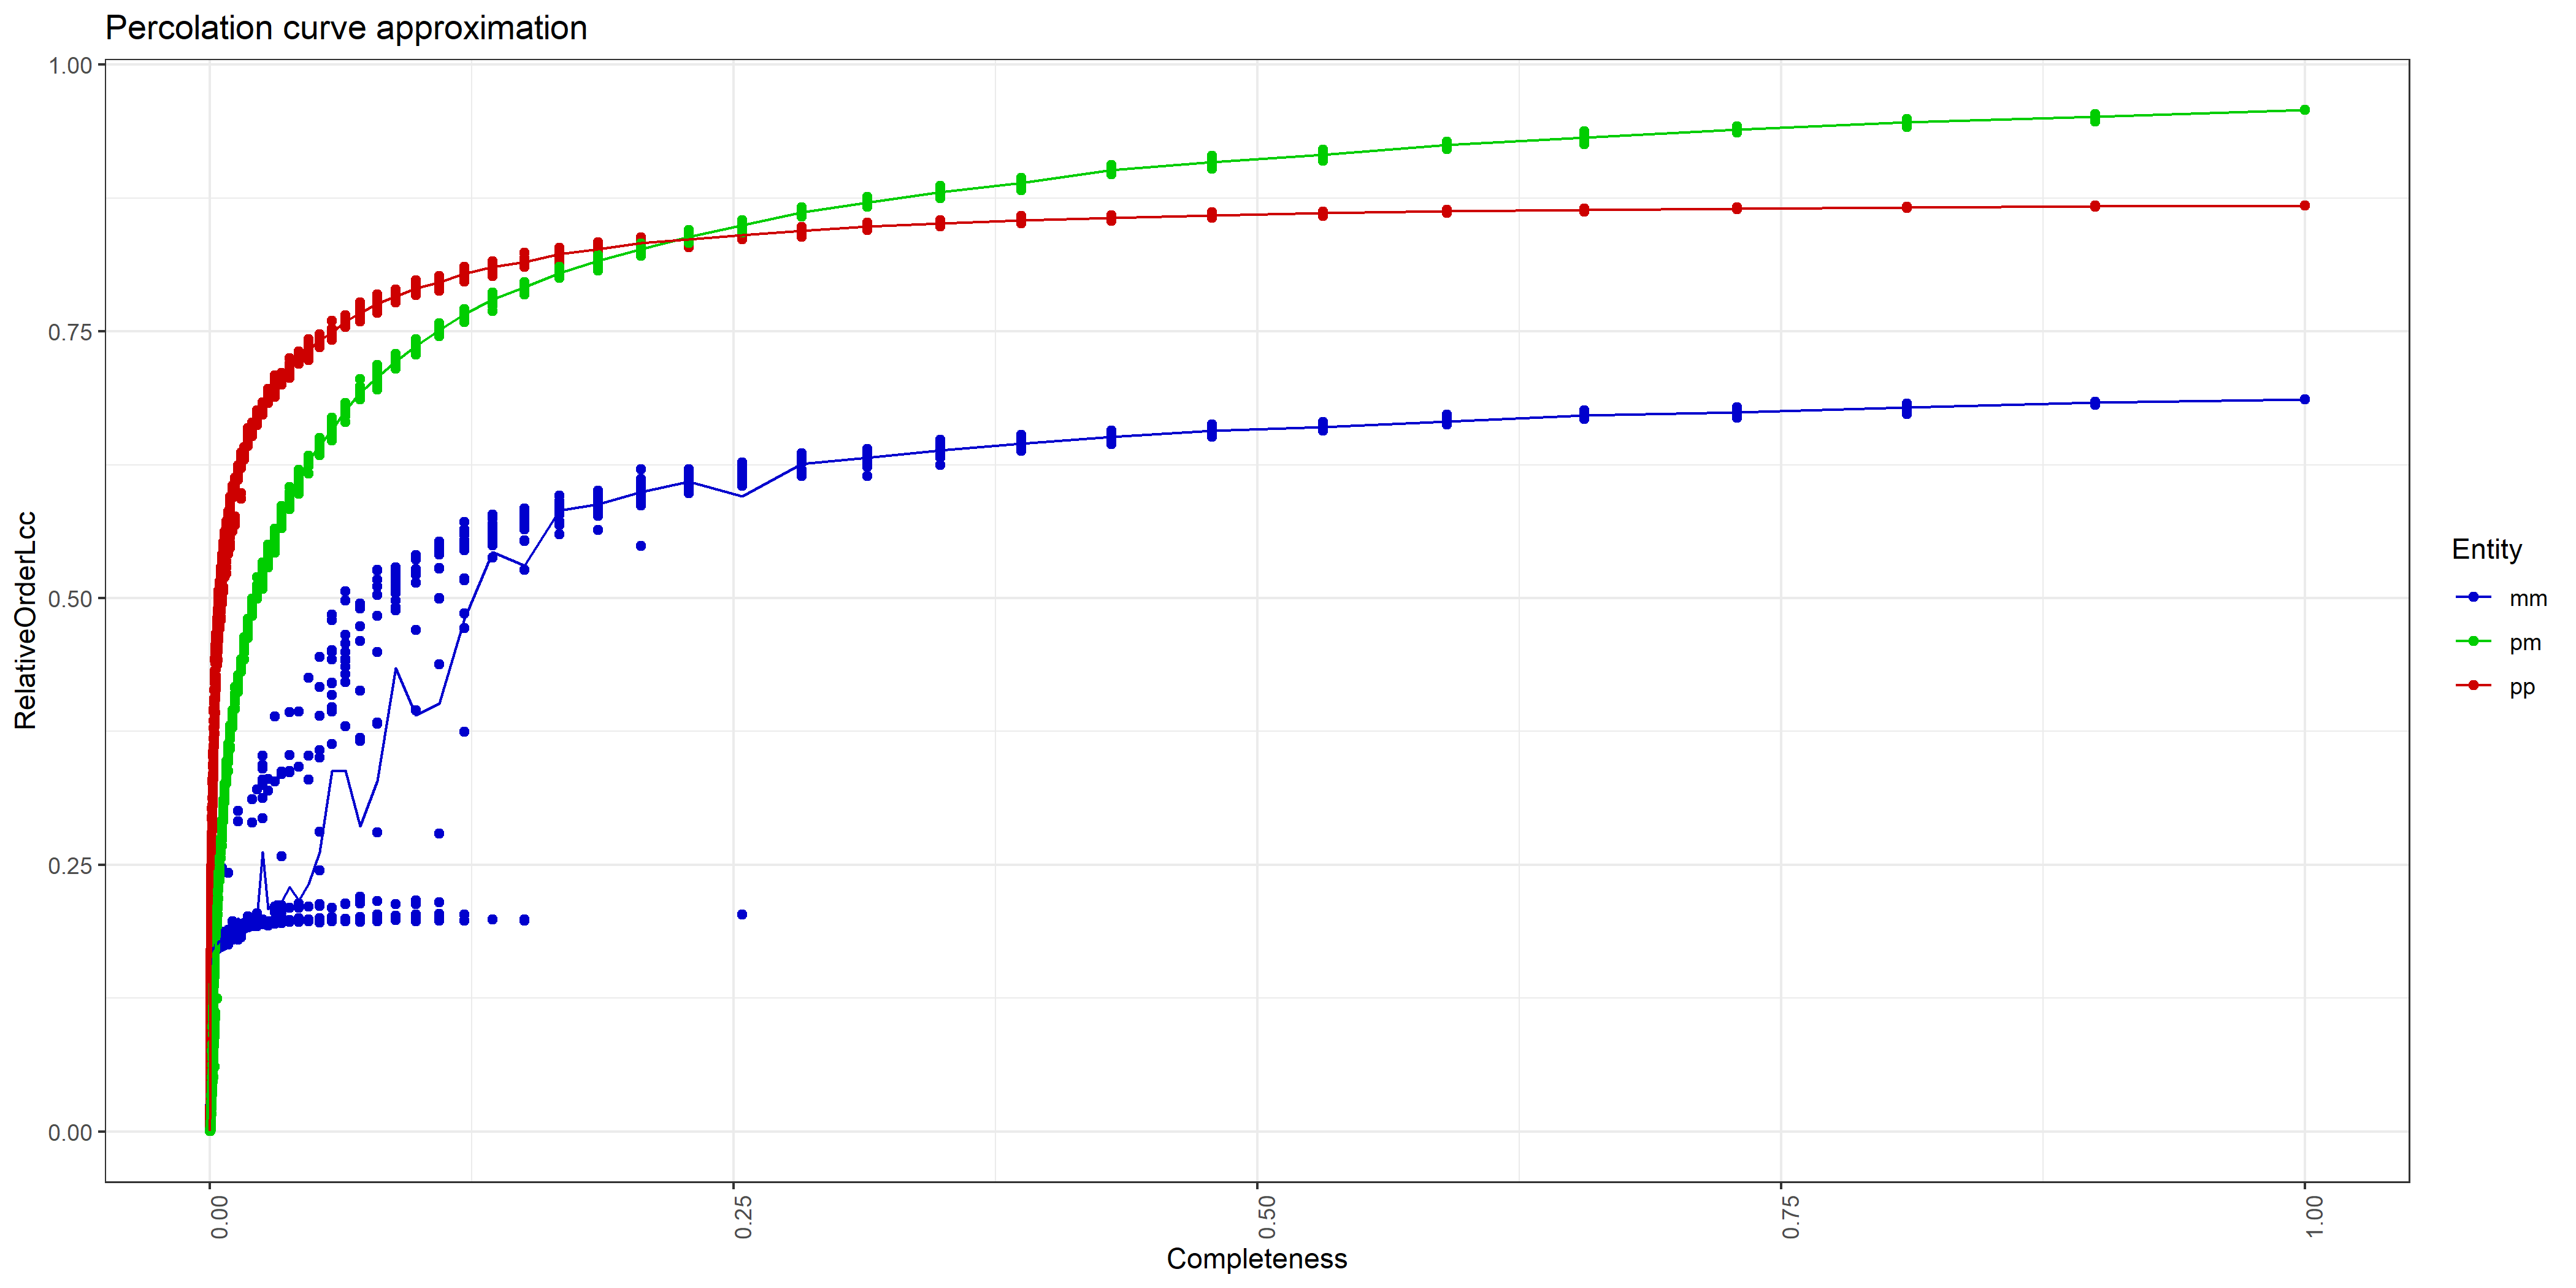 Percolation curve approximation
RelativeOrderLcc
1.00
0.75
0.50
0.25
0.00
0.00
0.25
0.50
0.75
1.00
Completeness
Entity
mm
pm
pp